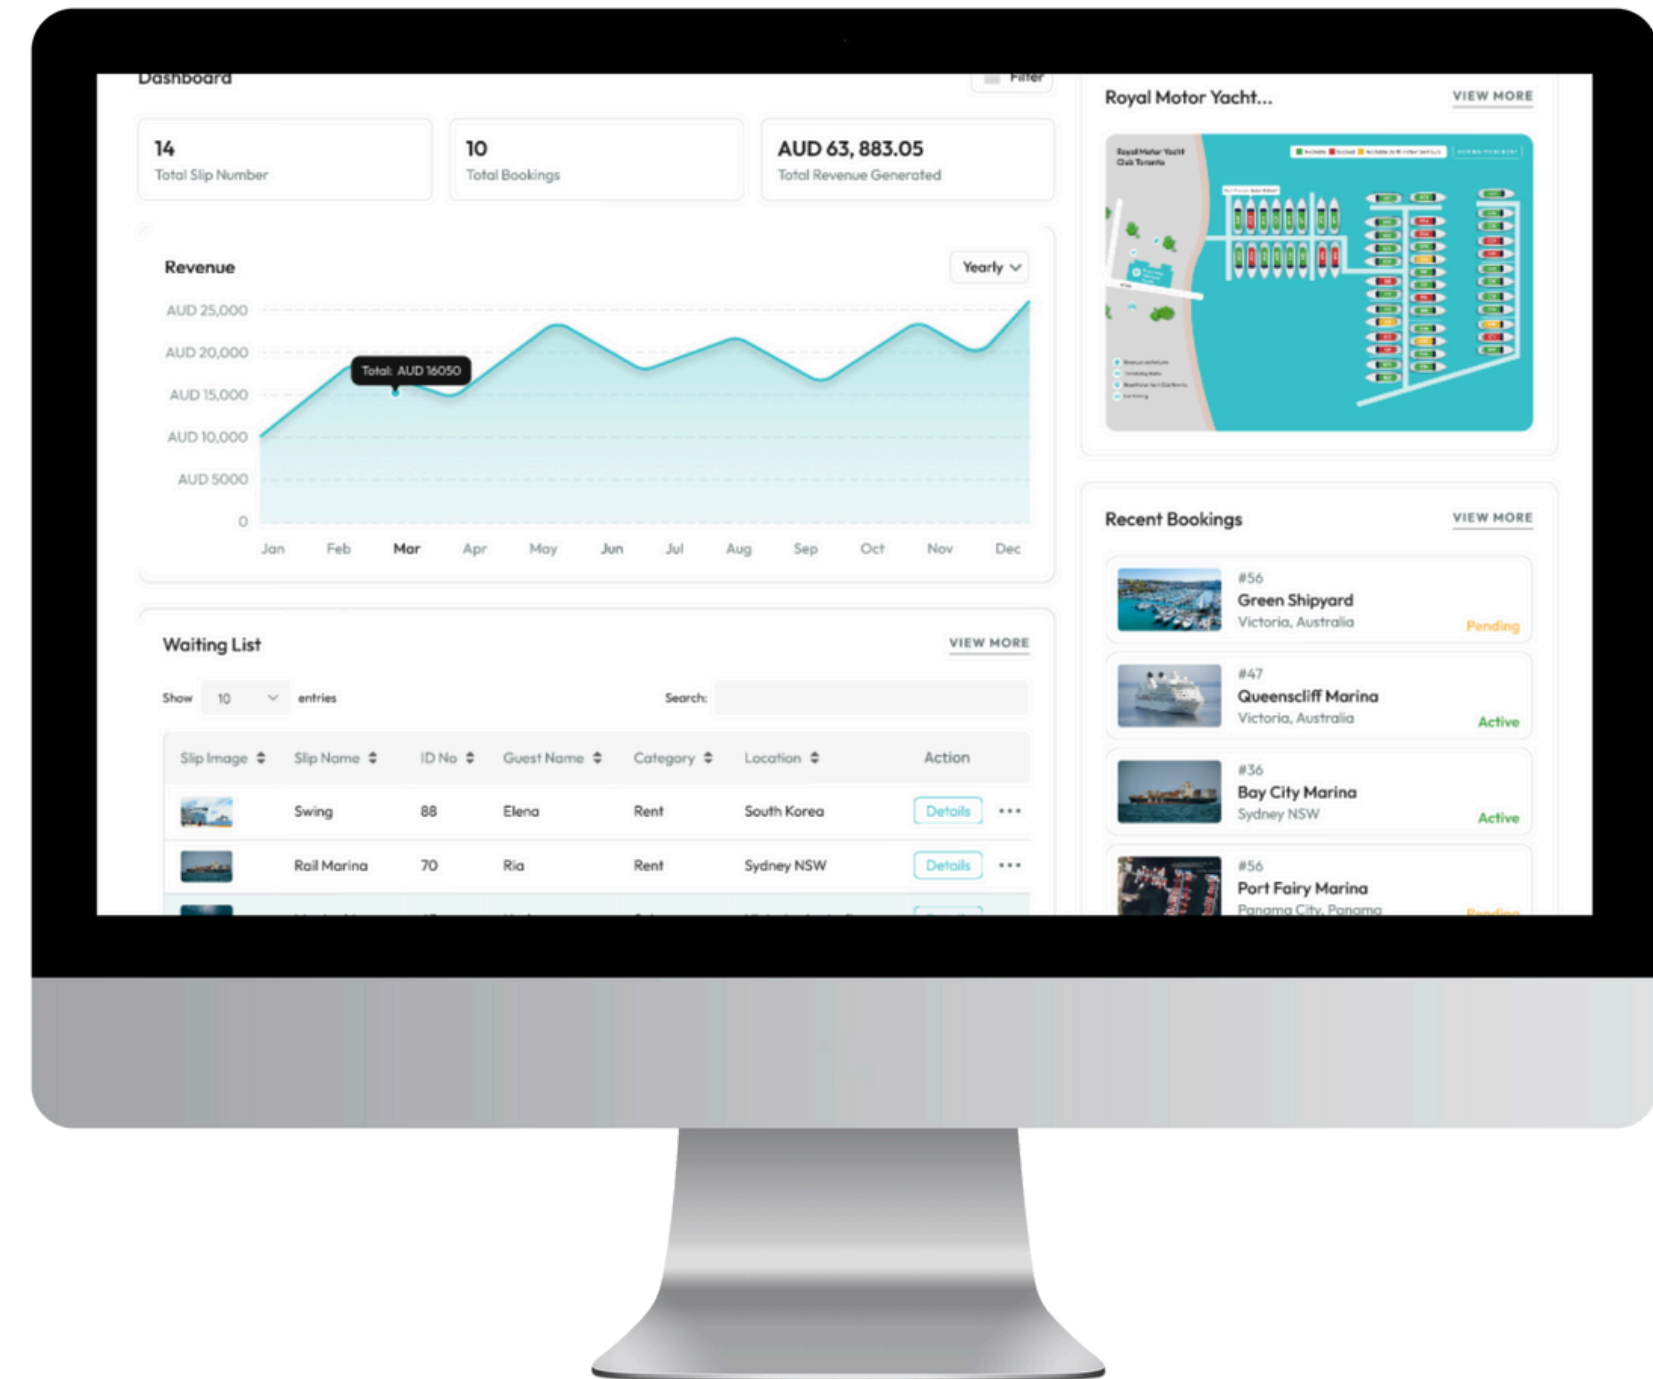 Dashboard
Filter
14
Total Slip Number
10
Total Bookings
AUD 63, 883.05
Total Revenue Generated
Revenue
Yearly
AUD 25,000
AUD 20,000
AUD 15,000
AUD 10,000
AUD 5000
0
Total: AUD 16050
Jan Feb Mar Apr May Jun Jul Aug Sep Oct Nov Dec
Waiting List
VIEW MORE
Show 10 entries
Search:
Slip Image Slip Name ID No Guest Name Category Location Action
Swing 88 Elena Rent South Korea Details
Rail Marina 70 Ria Rent Sydney NSW Details
Royal Motor Yacht...
VIEW MORE
Royal Motor Yacht
Club Toronto
Recent Bookings
VIEW MORE
#56
Green Shipyard
Victoria, Australia
Pending
#47
Queenscliff Marina
Victoria, Australia
Active
#36
Bay City Marina
Sydney NSW
Active
#56
Port Fairy Marina
Panama City, Panama
Pending